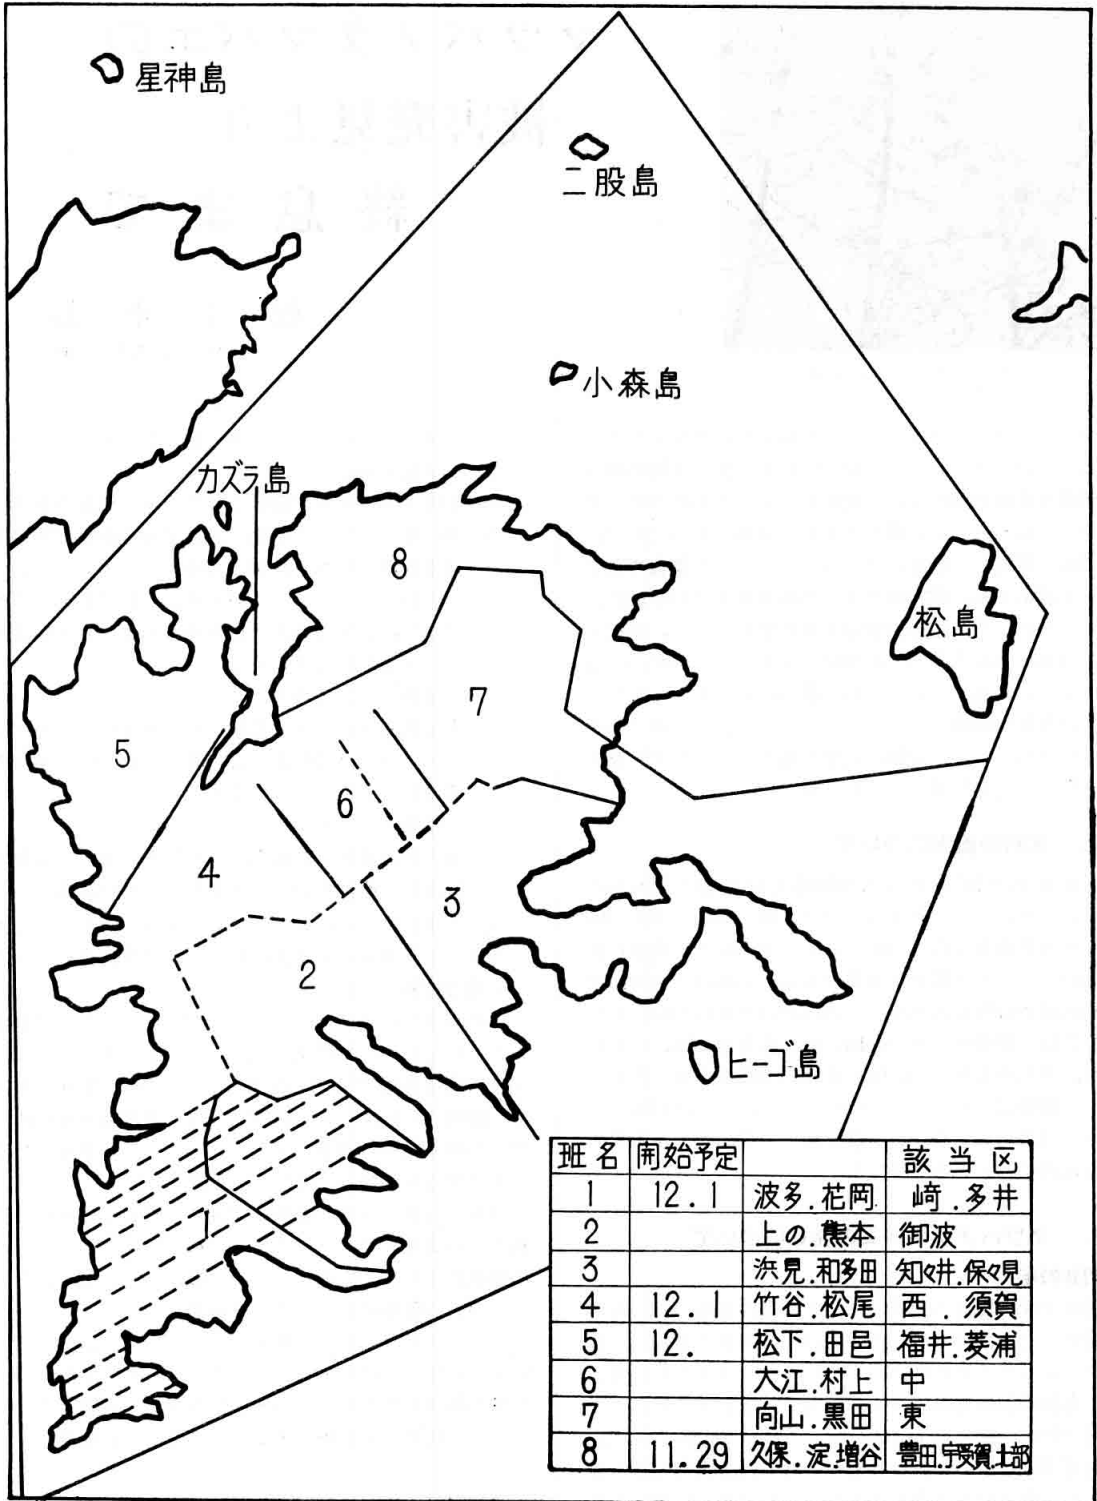 星神島
二股島
小森島
カズラ島
8
松島
7
5
6
4
3
2
ヒーゴ島
班名 開始予定 該当区
1 12.1 波多.花岡 崎.多井
2 上の.熊本 御波
3 浜見.和多田 知々井.保々見
4 12.1 竹谷.松尾 西.須賀
5 12. 松下.田邑 福井.菱浦
6 大江.村上 中
7 向山.黒田 東
8 11.29 久保.淀.増谷 豊田.宇受賀.北部